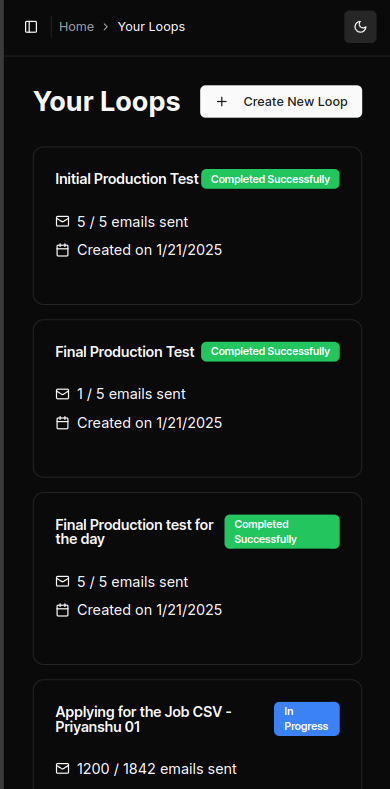 Home > Your Loops
Your Loops
+ Create New Loop
Initial Production Test
Completed Successfully
5 / 5 emails sent
Created on 1/21/2025
Final Production Test
Completed Successfully
1 / 5 emails sent
Created on 1/21/2025
Final Production test for
the day
Completed
Successfully
5 / 5 emails sent
Created on 1/21/2025
Applying for the Job CSV -
Priyanshu 01
In
Progress
1200 / 1842 emails sent